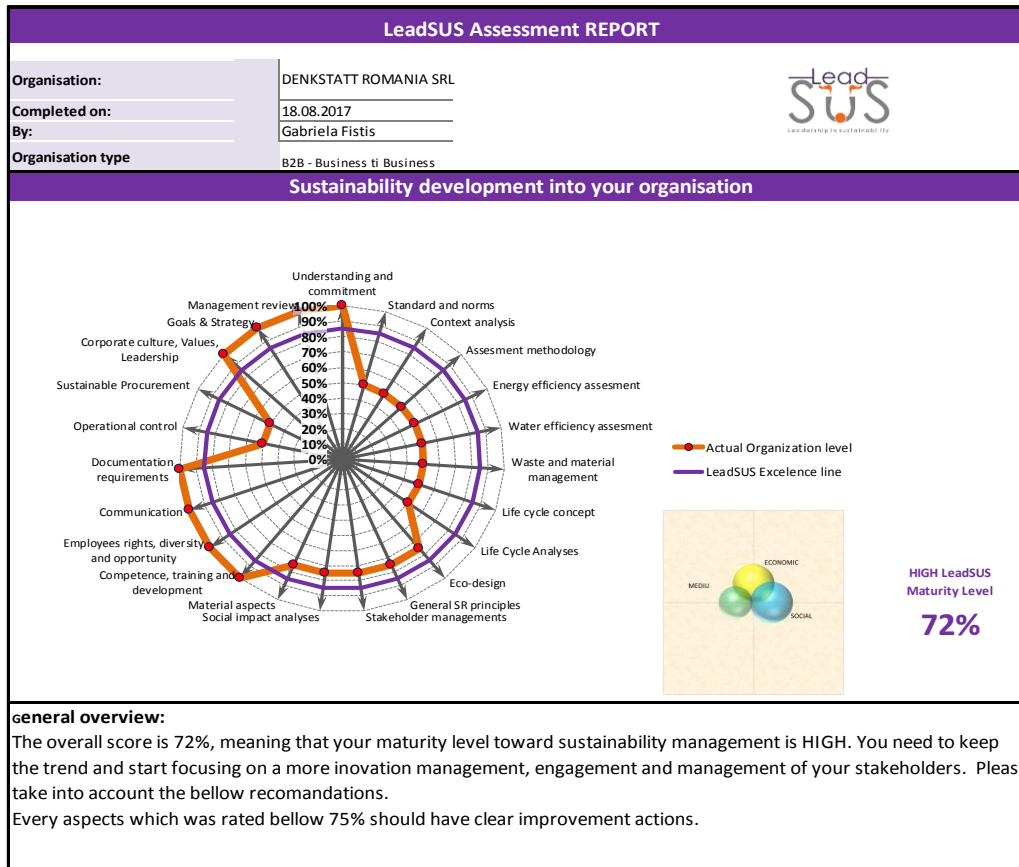 LeadSUS Assessment REPORT
Organisation:
DENKSTATT ROMANIA SRL
Completed on:
18.08.2017
By:
Gabriela Fistis
Organisation type
B2B - Business ti Business
Lead
SUS
Leadership in sustainability
Sustainability development into your organisation
Understanding and
commitment
Standard and norms
Context analysis
Assesment methodology
Energy efficiency assesment
Water efficiency assesment
Waste and material
management
Life cycle concept
Life Cycle Analyses
Eco-design
General SR principles
Stakeholder managements
Social impact analyses
Material aspects
Competence, training and
development
Employees rights, diversity
and opportunity
Communication
Documentation
requirements
Operational control
Sustainable Procurement
Corporate culture, Values,
Leadership
Goals & Strategy
Management review
100%
90%
80%
70%
60%
50%
40%
30%
20%
10%
0%
Actual Organization level
LeadSUS Excelence line
ECONOMIC
MEDIU
SOCIAL
HIGH LeadSUS
Maturity Level
72%
General overview:
The overall score is 72%, meaning that your maturity level toward sustainability management is HIGH. You need to keep
the trend and start focusing on a more inovation management, engagement and management of your stakeholders. Pleas
take into account the bellow recomandations.
Every aspects which was rated bellow 75% should have clear improvement actions.